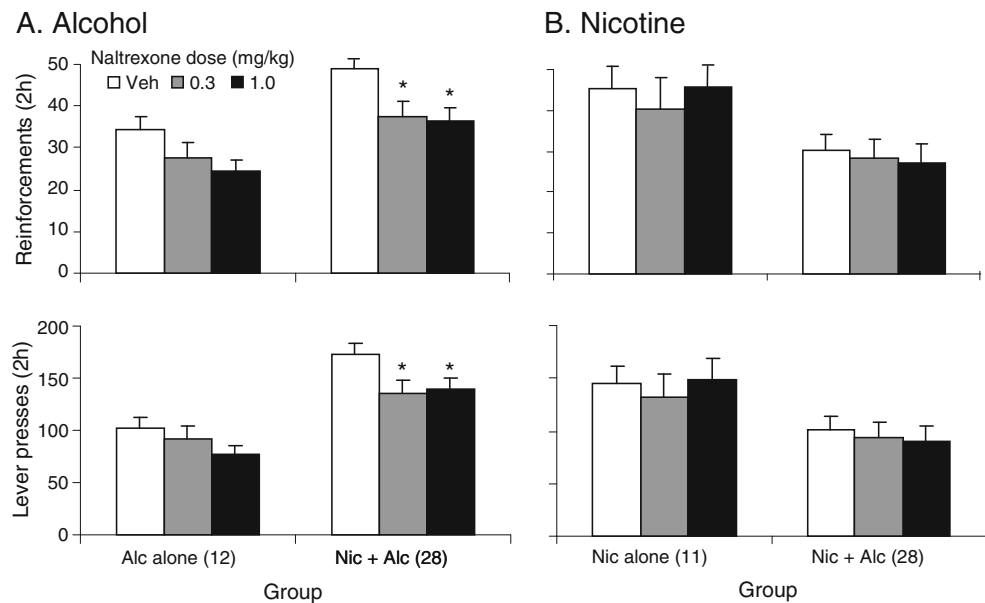 A. Alcohol
B. Nicotine
Naltrexone dose (mg/kg)
Veh 0.3 1.0
Reinforcements (2h)
50
40
30
20
10
0
* *
Lever presses (2h)
200
150
100
50
0
* *
Alc alone (12) Nic + Alc (28)
Group
Nic alone (11) Nic + Alc (28)
Group